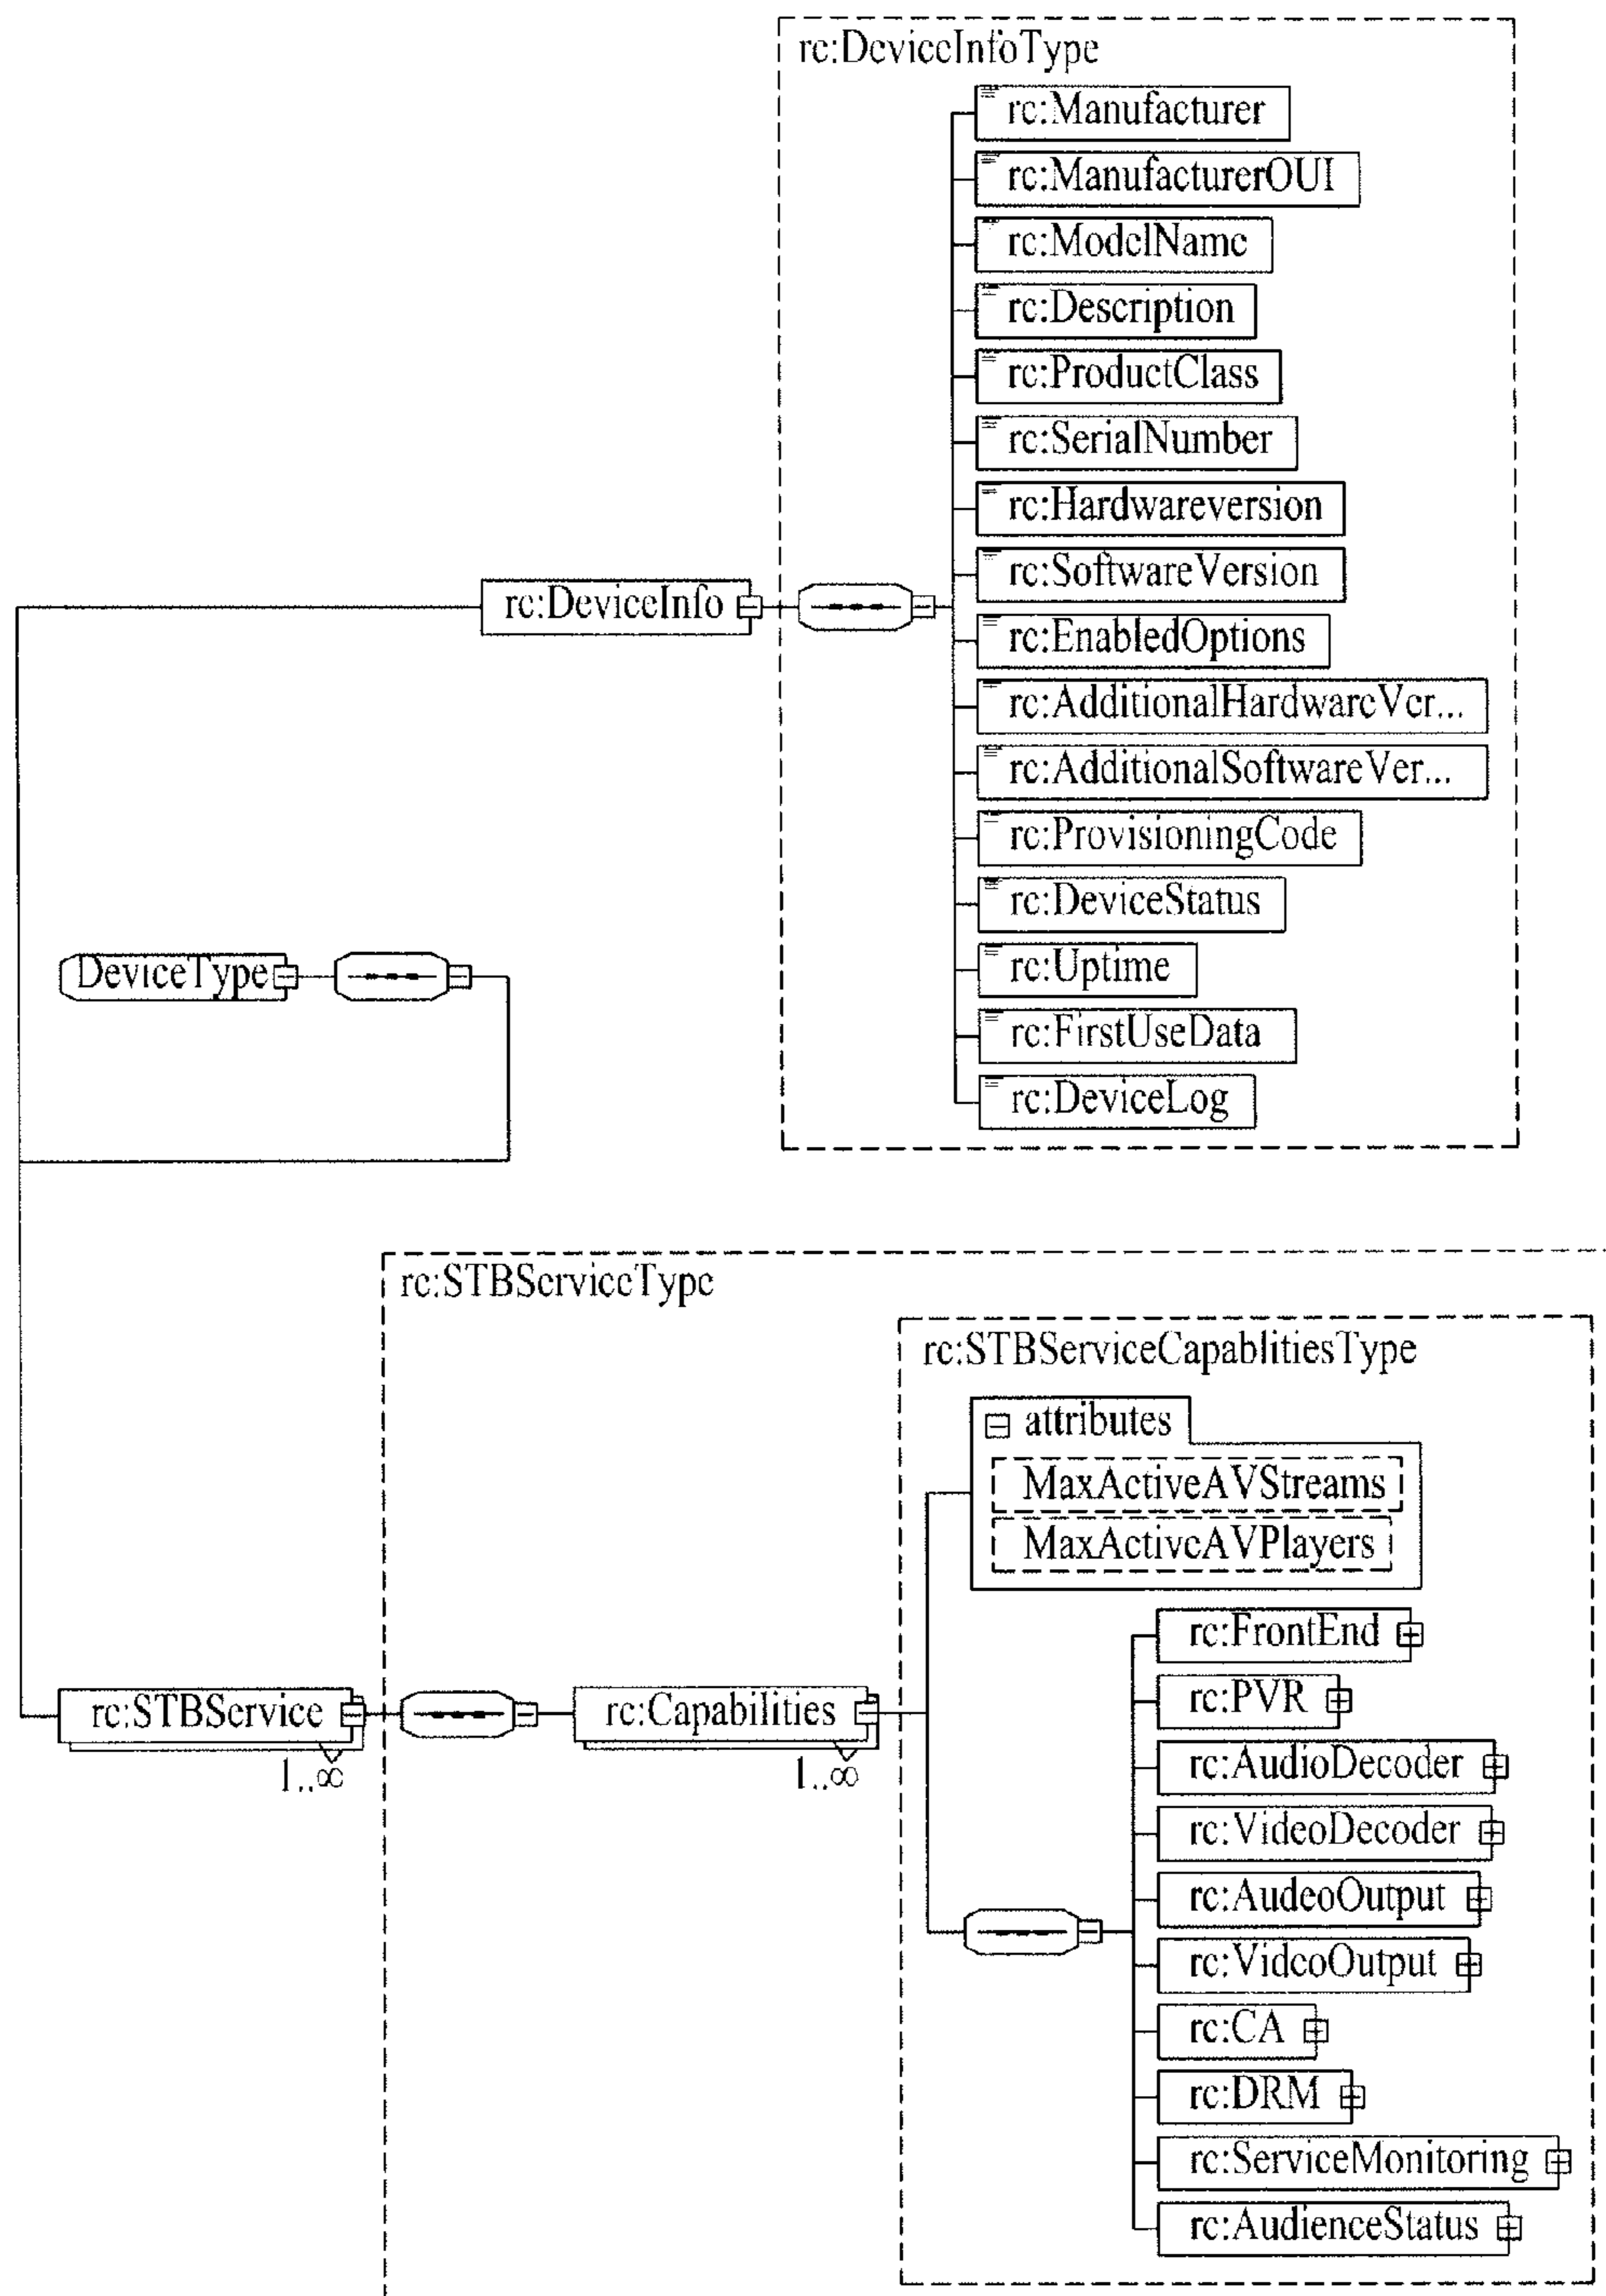 rc:DeviceInfoType
rc:Manufacturer
rc:ManufacturerOUI
rc:ModelName
rc:Description
rc:ProductClass
rc:SerialNumber
rc:Hardwareversion
rc:SoftwareVersion
rc:DeviceInfo
rc:EnabledOptions
rc:AdditionalHardwareVer...
rc:AdditionalSoftwareVer...
rc:ProvisioningCode
rc:DeviceStatus
DeviceType
rc:Uptime
rc:FirstUseData
rc:DeviceLog
rc:STBServiceType
rc:STBServiceCapablitiesType
attributes
MaxActiveAVStreams
MaxActiveAVPlayers
rc:STBService
1..∞
rc:Capabilities
1..∞
rc:FrontEnd
rc:PVR
rc:AudioDecoder
rc:VideoDecoder
rc:AudeoOutput
rc:VideoOutput
rc:CA
rc:DRM
rc:ServiceMonitoring
rc:AudienceStatus